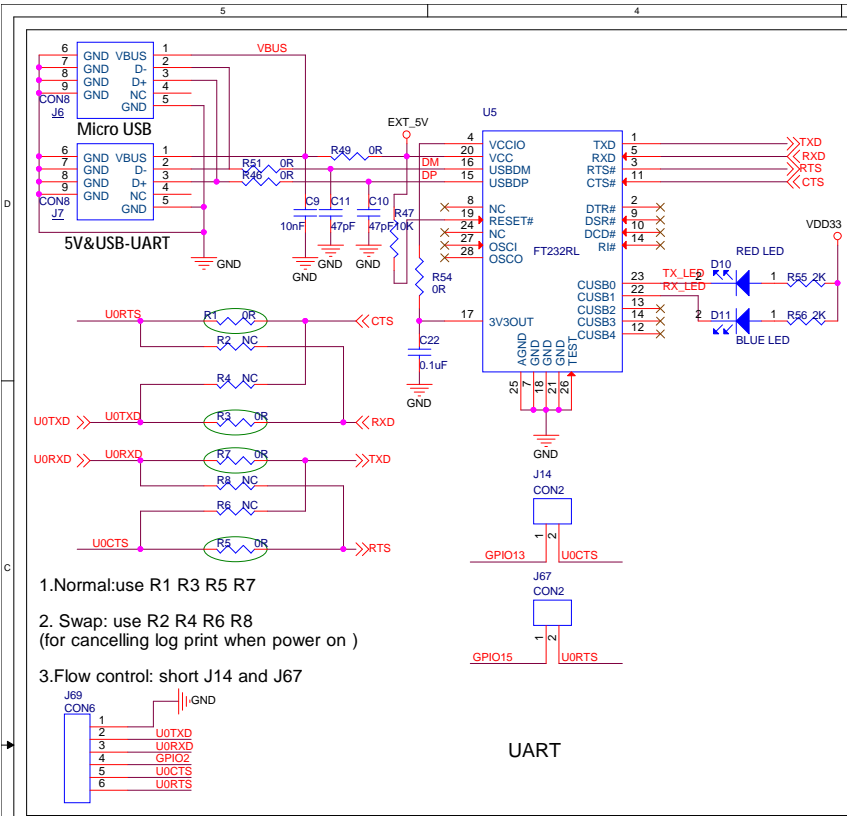 5
4
D
C
6 GND VBUS 1 VBUS
7 GND D- 2
8 GND D+ 3
9 GND NC 4
GND 5
CON8
J6
Micro USB
6 GND VBUS 1
7 GND D- 2
8 GND D+ 3
9 GND NC 4
GND 5
CON8
J7
5V&USB-UART
GND
R49 0R
R51 0R
R46 0R
EXT_5V
DM
DP
C9
10nF
C11
47pF
C10
47pF
R47
10K
GND
GND
GND
R54
0R
C22
0.1uF
GND
U5
FT232RL
4 VCCIO
20 VCC
16 USBDM
15 USBDP
8 NC
19 RESET#
24 NC
27 OSCI
28 OSCO
17 3V3OUT
TXD 1 TXD
RXD 5 RXD
RTS# 3 RTS
CTS# 11 CTS
DTR# 2
DSR# 9
DCD# 10
RI# 14
CUSB0 23 TX_LED
CUSB1 22 RX_LED
CUSB2 13
CUSB3 14
CUSB4 12
AGND GND GND GND TEST
25 7 18 21 26
GND
VDD33
RED LED
2 D10 1 R55 2K
2 D11 1 R56 2K
BLUE LED
U0RTS R1 0R CTS
R2 NC
R4 NC
U0TXD U0TXD R3 0R RXD
U0RXD U0RXD R7 0R TXD
R8 NC
R6 NC
U0CTS R5 0R RTS
J14
CON2
1 2
GPIO13 U0CTS
J67
CON2
1 2
GPIO15 U0RTS
1.Normal:use R1 R3 R5 R7
2. Swap: use R2 R4 R6 R8
(for cancelling log print when power on )
3.Flow control: short J14 and J67
J69
CON6
GND
1
2 U0TXD
3 U0RXD
4 GPIO2
5 U0CTS
6 U0RTS
UART